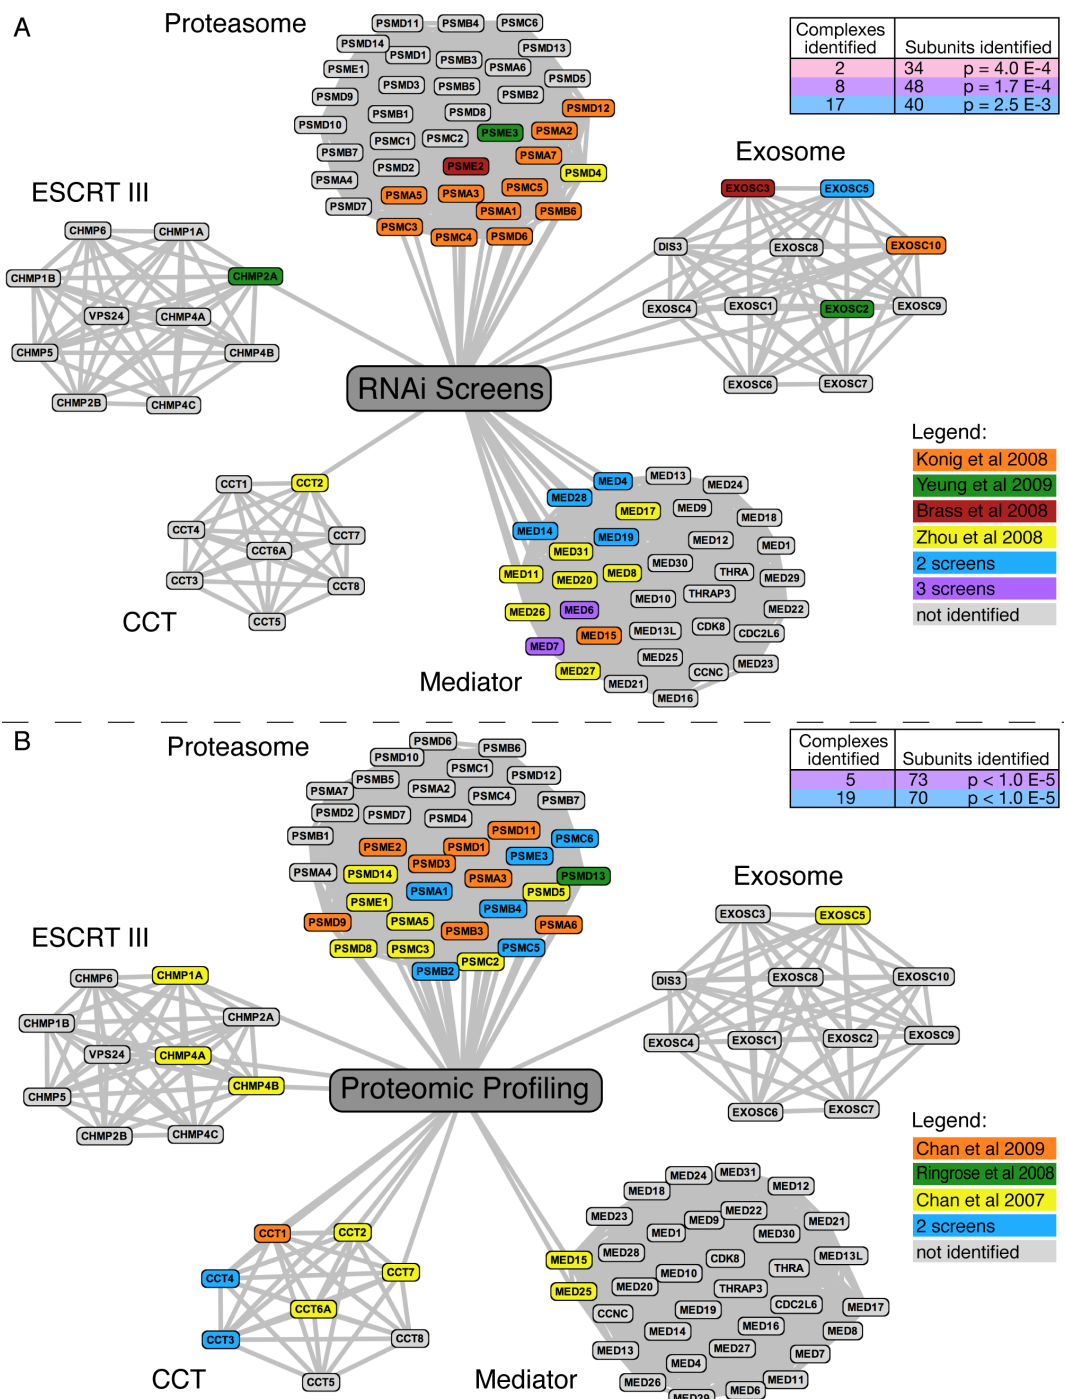 A
Proteasome
PSMD11 PSMB4 PSMC6
PSMD14 PSMD1 PSMD13
PSME1 PSMB3 PSMA6
PSMD3 PSMB5 PSMD5
PSMD9 PSMB2
PSMB1 PSMD8 PSMD12
PSMD10 PSME3 PSMA2
PSMC1 PSMC2
PSMB7 PSMA7
PSMD2 PSME2 PSMD4
PSMA4 PSMA5 PSMA3 PSMC5
PSMD7 PSMA1 PSMB6
PSMC3 PSMC4 PSMD6
Complexes identified Subunits identified
2 34 p = 4.0 E-4
8 48 p = 1.7 E-4
17 40 p = 2.5 E-3
ESCRT III
CHMP6 CHMP1A
CHMP1B CHMP2A
VPS24 CHMP4A
CHMP5 CHMP4B
CHMP2B CHMP4C
Exosome
EXOSC3 EXOSC5
DIS3 EXOSC8 EXOSC10
EXOSC4 EXOSC1 EXOSC2 EXOSC9
EXOSC6 EXOSC7
RNAi Screens
CCT1 CCT2
CCT4 CCT7
CCT6A
CCT3 CCT8
CCT5
CCT
MED4 MED13 MED24
MED28 MED17 MED9 MED18
MED14 MED19 MED12 MED1
MED31 MED30 THRA MED29
MED11 MED20 MED8
MED10 THRAP3 MED22
MED26 MED6
MED15 MED13L CDK8 CDC2L6
MED7 MED25 MED23
MED27 MED21 CCNC
MED16
Mediator
Legend:
Konig et al 2008
Yeung et al 2009
Brass et al 2008
Zhou et al 2008
2 screens
3 screens
not identified
B
Proteasome
PSMD6 PSMB6
PSMD10 PSMC1 PSMD12
PSMB5 PSMA2
PSMA7 PSMC4 PSMB7
PSMD2 PSMD7 PSMD4
PSMB1 PSMD11 PSMC6
PSME2 PSMD1 PSME3
PSMD3
PSMA4 PSMD14 PSMA3 PSMD13
PSMA1 PSMD5
PSME1 PSMB4
PSMD9 PSMA5 PSMB3 PSMA6
PSMD8 PSMC3 PSMC5
PSMB2 PSMC2
Complexes identified Subunits identified
5 73 p < 1.0 E-5
19 70 p < 1.0 E-5
ESCRT III
CHMP6 CHMP1A
CHMP1B CHMP2A
VPS24 CHMP4A
CHMP5 CHMP4B
CHMP2B CHMP4C
Exosome
EXOSC3 EXOSC5
DIS3 EXOSC8 EXOSC10
EXOSC4 EXOSC1 EXOSC2 EXOSC9
EXOSC6 EXOSC7
Proteomic Profiling
CCT1 CCT2
CCT4 CCT7
CCT6A
CCT3 CCT8
CCT5
CCT
MED24 MED31
MED18 MED12
MED23 MED9 MED22 MED21
MED1 MED30
MED15 MED28 CDK8 MED13L
MED10 THRA
MED25 MED20 THRAP3
CCNC MED19 CDC2L6 MED17
MED14 MED16 MED8
MED13 MED27 MED7
MED4
MED26 MED6 MED11
MED29
Mediator
Legend:
Chan et al 2009
Ringrose et al 2008
Chan et al 2007
2 screens
not identified